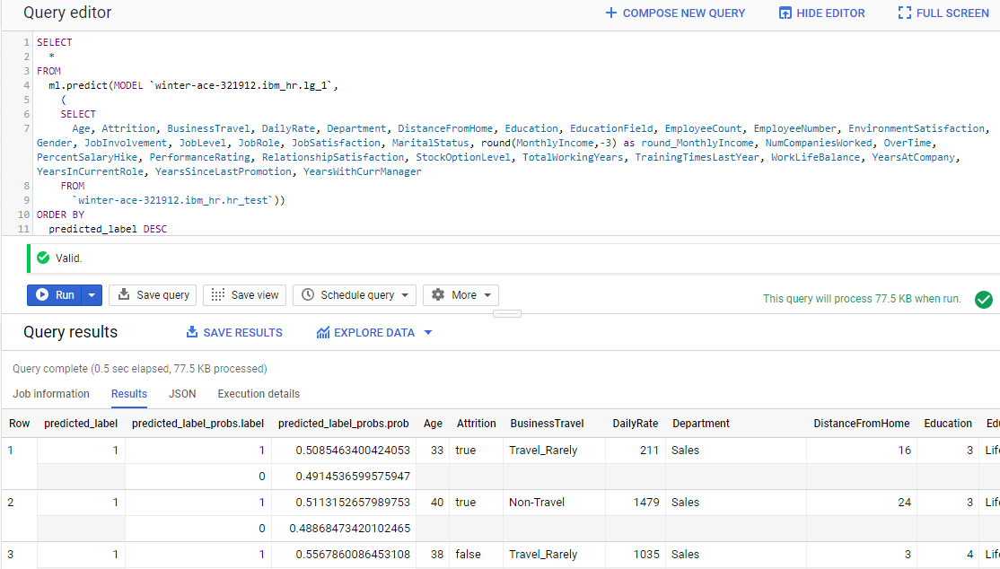 Query editor
COMPOSE NEW QUERY HIDE EDITOR FULL SCREEN
1 SELECT
2 *
3 FROM
4 ml.predict(MODEL `winter-ace-321912.ibm_hr.lg_1`,
5 (
6 SELECT
7 Age, Attrition, BusinessTravel, DailyRate, Department, DistanceFromHome, Education, EducationField, EmployeeCount, EmployeeNumber, EnvironmentSatisfaction,
Gender, JobInvolvement, JobLevel, JobRole, JobSatisfaction, MaritalStatus, round(MonthlyIncome,-3) as round_MonthlyIncome, NumCompaniesWorked, OverTime,
PercentSalaryHike, PerformanceRating, RelationshipSatisfaction, StockOptionLevel, TotalWorkingYears, TrainingTimesLastYear, WorkLifeBalance, YearsAtCompany,
YearsInCurrentRole, YearsSinceLastPromotion, YearsWithCurrManager
8 FROM
9 `winter-ace-321912.ibm_hr.hr_test`))
10 ORDER BY
11 predicted_label DESC
Valid.
Run Save query Save view Schedule query More This query will process 77.5 KB when run.
Query results SAVE RESULTS EXPLORE DATA
Query complete (0.5 sec elapsed, 77.5 KB processed)
Job information Results JSON Execution details
Row predicted_label predicted_label_probs.label predicted_label_probs.prob Age Attrition BusinessTravel DailyRate Department DistanceFromHome Education Edu
1 1 1 0.5085463400424053 33 true Travel_Rarely 211 Sales 16 3 Life
0 0.4914536599575947
2 1 1 0.5113152657989753 40 true Non-Travel 1479 Sales 24 3 Life
0 0.48868473420102465
3 1 1 0.5567860086453108 38 false Travel_Rarely 1035 Sales 3 4 Life